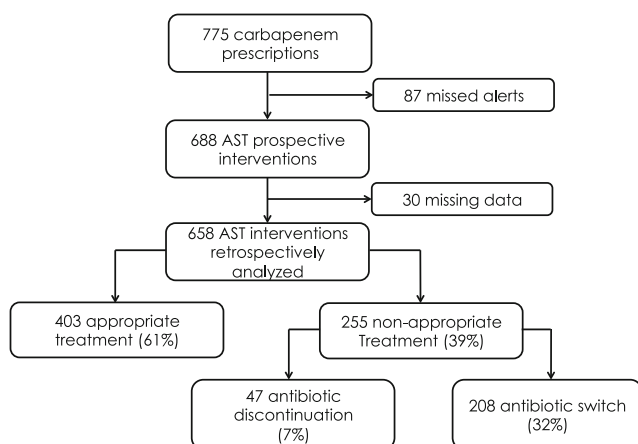 775 carbapenem
prescriptions
87 missed alerts
688 AST prospective
interventions
30 missing data
658 AST interventions
retrospectively
analyzed
403 appropriate
treatment (61%)
255 non-appropriate
Treatment (39%)
47 antibiotic
discontinuation
(7%)
208 antibiotic switch
(32%)